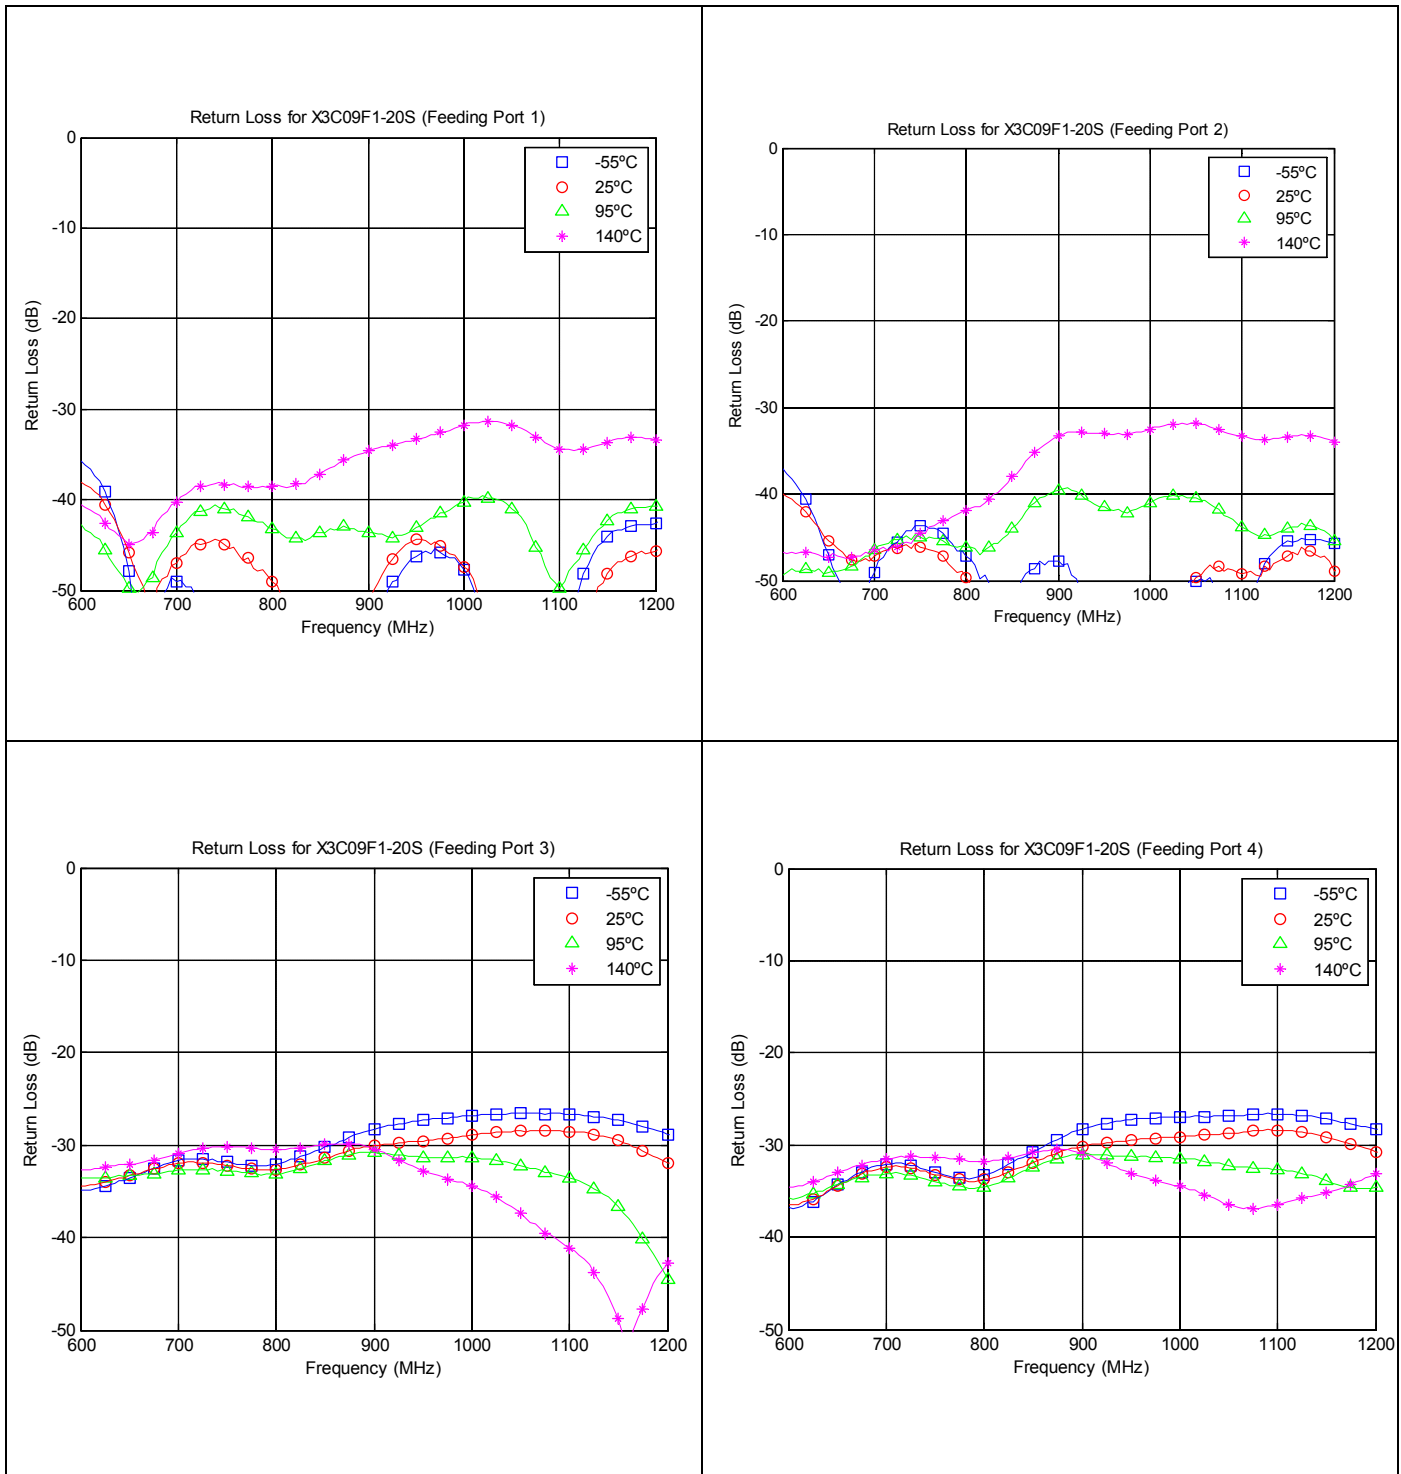 Return Loss for X3C09F1-20S (Feeding Port 1)
0
-10
-20
-30
-40
-50
Return Loss (dB)
-55ºC
25ºC
95ºC
140ºC
600 700 800 900 1000 1100 1200
Frequency (MHz)
Return Loss for X3C09F1-20S (Feeding Port 2)
0
-10
-20
-30
-40
-50
Return Loss (dB)
-55ºC
25ºC
95ºC
140ºC
600 700 800 900 1000 1100 1200
Frequency (MHz)
Return Loss for X3C09F1-20S (Feeding Port 3)
0
-10
-20
-30
-40
-50
Return Loss (dB)
-55ºC
25ºC
95ºC
140ºC
600 700 800 900 1000 1100 1200
Frequency (MHz)
Return Loss for X3C09F1-20S (Feeding Port 4)
0
-10
-20
-30
-40
-50
Return Loss (dB)
-55ºC
25ºC
95ºC
140ºC
600 700 800 900 1000 1100 1200
Frequency (MHz)